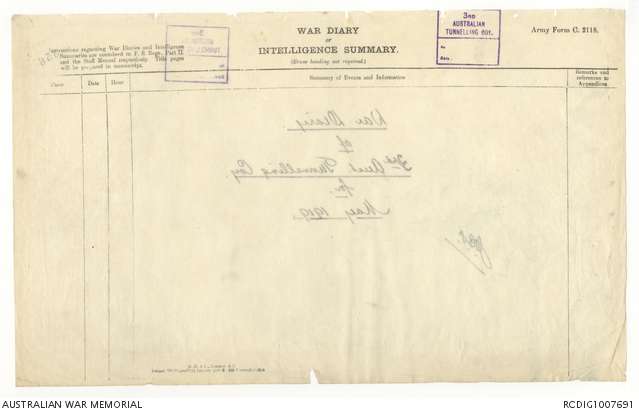 WAR DIARY
or
INTELLIGENCE SUMMARY.
(Erase heading not required.)
Army Form C. 2118.
Instructions regarding War Diaries and Intelligence
Summaries are contained in F. S. Regs., Part II.
and the Staff Manual respectively. Title pages
will be prepared in manuscript.
3RD
AUSTRALIAN
TUNNELLING COY.
No.
Date
Place
Date
Hour
Summary of Events and Information
Remarks and
references to
Appendices
War Diary
of
3rd Aust Tunnelling Coy.
for
May 1919.
AUSTRALIAN WAR MEMORIAL
RCDIG1007691